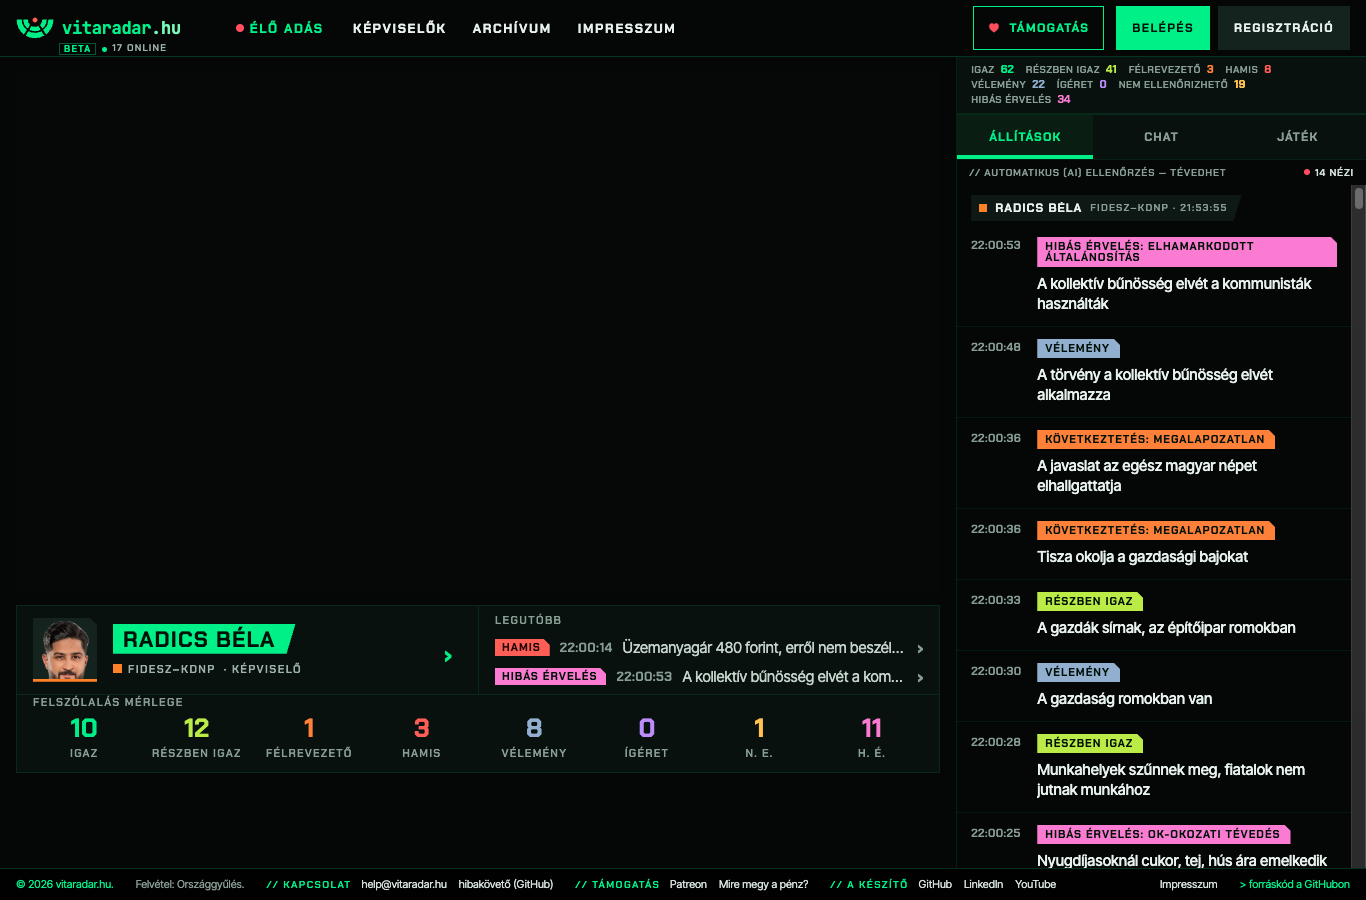 vitaradar.hu
BETA 17 ONLINE
ÉLŐ ADÁS KÉPVISELŐK ARCHÍVUM IMPRESSZUM
TÁMOGATÁS BELÉPÉS REGISZTRÁCIÓ
IGAZ 62 RÉSZBEN IGAZ 41 FÉLREVEZETŐ 3 HAMIS 8
VÉLEMÉNY 22 ÍGÉRET 0 NEM ELLENŐRIZHETŐ 19
HIBÁS ÉRVELÉS 34
ÁLLÍTÁSOK CHAT JÁTÉK
// AUTOMATIKUS (AI) ELLENŐRZÉS – TÉVEDHET 14 NÉZI
RADICS BÉLA FIDESZ–KDNP · 21:53:55
22:00:53 HIBÁS ÉRVELÉS: ELHAMARKODOTT
ÁLTALÁNOSÍTÁS
A kollektív bűnösség elvét a kommunisták
használták
22:00:48 VÉLEMÉNY
A törvény a kollektív bűnösség elvét
alkalmazza
22:00:36 KÖVETKEZTETÉS: MEGALAPOZATLAN
A javaslat az egész magyar népet
elhallgattatja
22:00:36 KÖVETKEZTETÉS: MEGALAPOZATLAN
Tisza okolja a gazdasági bajokat
22:00:33 RÉSZBEN IGAZ
A gazdák sírnak, az építőipar romokban
22:00:30 VÉLEMÉNY
A gazdaság romokban van
22:00:28 RÉSZBEN IGAZ
Munkahelyek szűnnek meg, fiatalok nem
jutnak munkához
22:00:25 HIBÁS ÉRVELÉS: OK-OKOZATI TÉVEDÉS
Nyugdíjasoknál cukor, tej, hús ára emelkedik
RADICS BÉLA
FIDESZ–KDNP · KÉPVISELŐ
LEGUTÓBB
HAMIS 22:00:14 Üzemanyagár 480 forint, erről nem beszél...
HIBÁS ÉRVELÉS 22:00:53 A kollektív bűnösség elvét a kom...
FELSZÓLALÁS MÉRLEGE
10 12 1 3 8 0 1 11
IGAZ RÉSZBEN IGAZ FÉLREVEZETŐ HAMIS VÉLEMÉNY ÍGÉRET N. E. H. É.
© 2026 vitaradar.hu. Felvétel: Országgyűlés. // KAPCSOLAT help@vitaradar.hu hibakövető (GitHub) // TÁMOGATÁS Patreon Mire megy a pénz? // A KÉSZÍTŐ GitHub LinkedIn YouTube Impresszum > forráskód a GitHubon